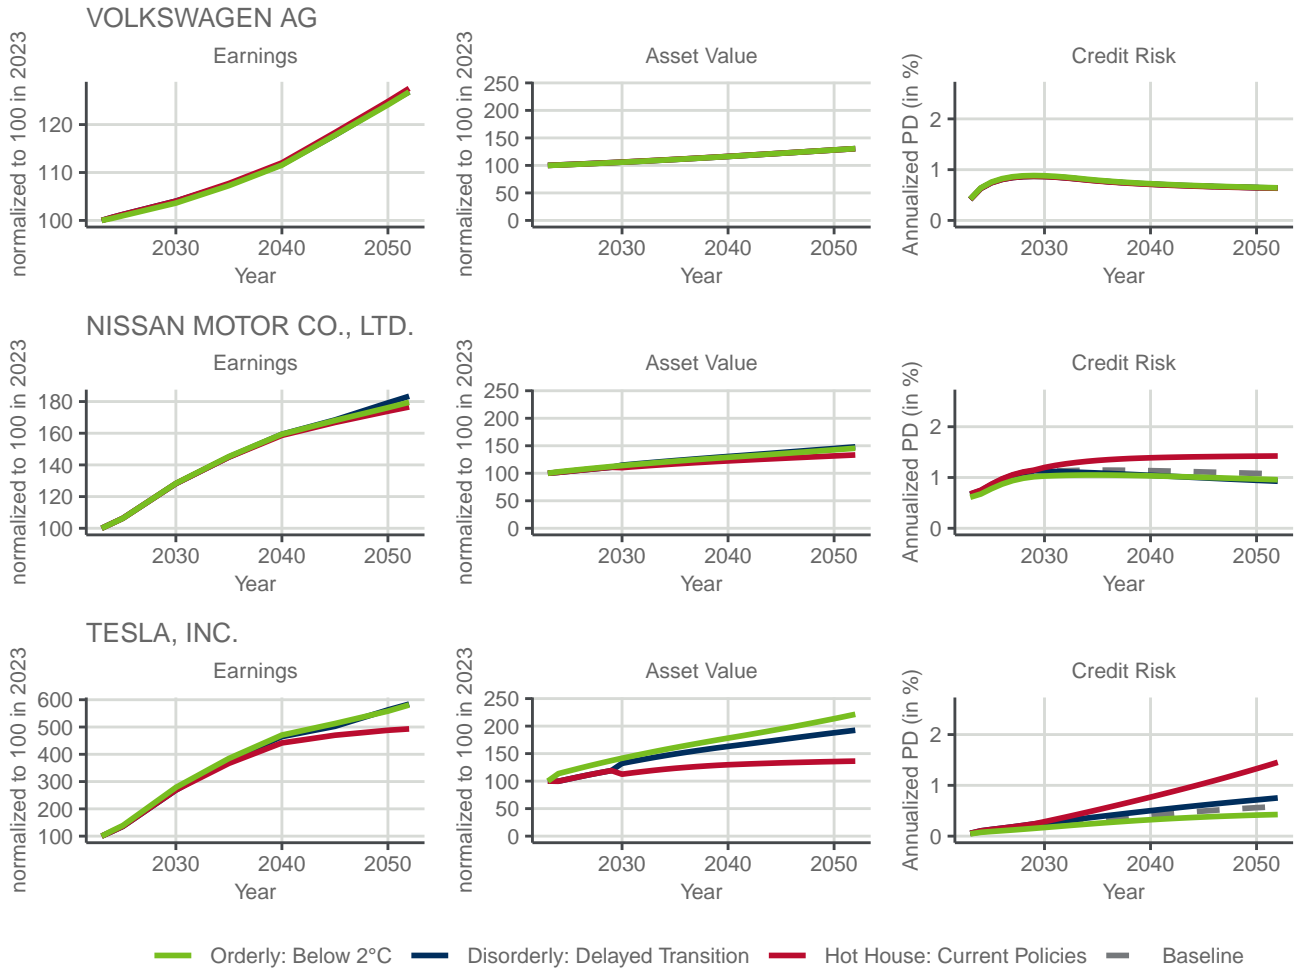 VOLKSWAGEN AG
Earnings
Asset Value
Credit Risk
normalized to 100 in 2023
120
110
100
2030
2040
2050
Year
normalized to 100 in 2023
250
200
150
100
50
0
2030
2040
2050
Year
Annualized PD (in %)
2
1
0
2030
2040
2050
Year
NISSAN MOTOR CO., LTD.
Earnings
Asset Value
Credit Risk
normalized to 100 in 2023
180
160
140
120
100
2030
2040
2050
Year
normalized to 100 in 2023
250
200
150
100
50
0
2030
2040
2050
Year
Annualized PD (in %)
2
1
0
2030
2040
2050
Year
TESLA, INC.
Earnings
Asset Value
Credit Risk
normalized to 100 in 2023
600
500
400
300
200
100
2030
2040
2050
Year
normalized to 100 in 2023
250
200
150
100
50
0
2030
2040
2050
Year
Annualized PD (in %)
2
1
0
2030
2040
2050
Year
Orderly: Below 2°C
Disorderly: Delayed Transition
Hot House: Current Policies
Baseline